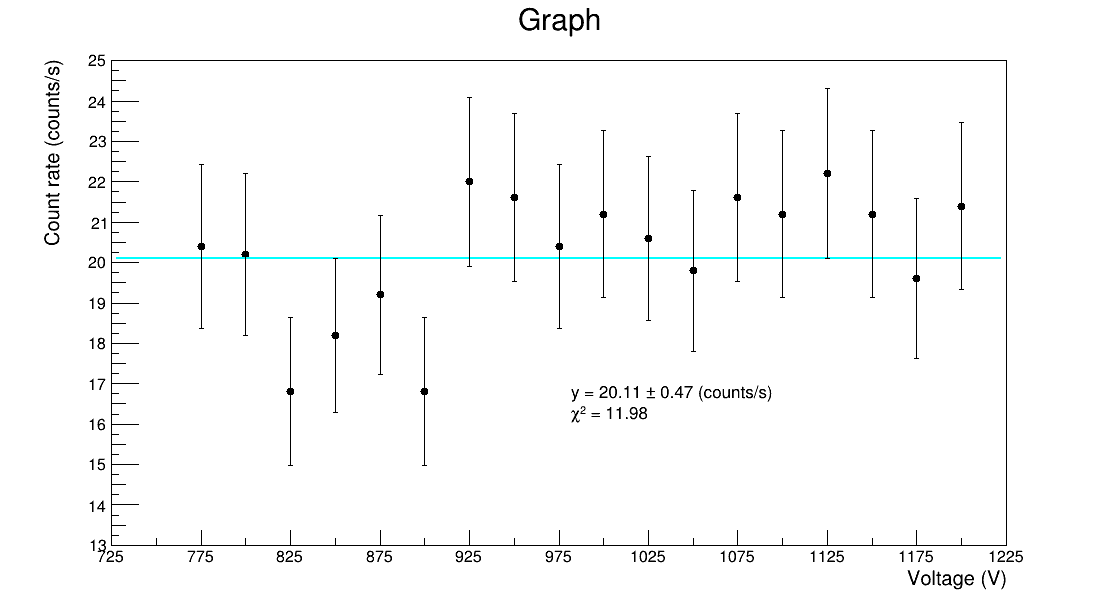 Graph
Count rate (counts/s)
25
24
23
22
21
20
19
18
17
16
15
14
13
y = 20.11 ± 0.47 (counts/s)
χ² = 11.98
725 775 825 875 925 975 1025 1075 1125 1175 1225
Voltage (V)